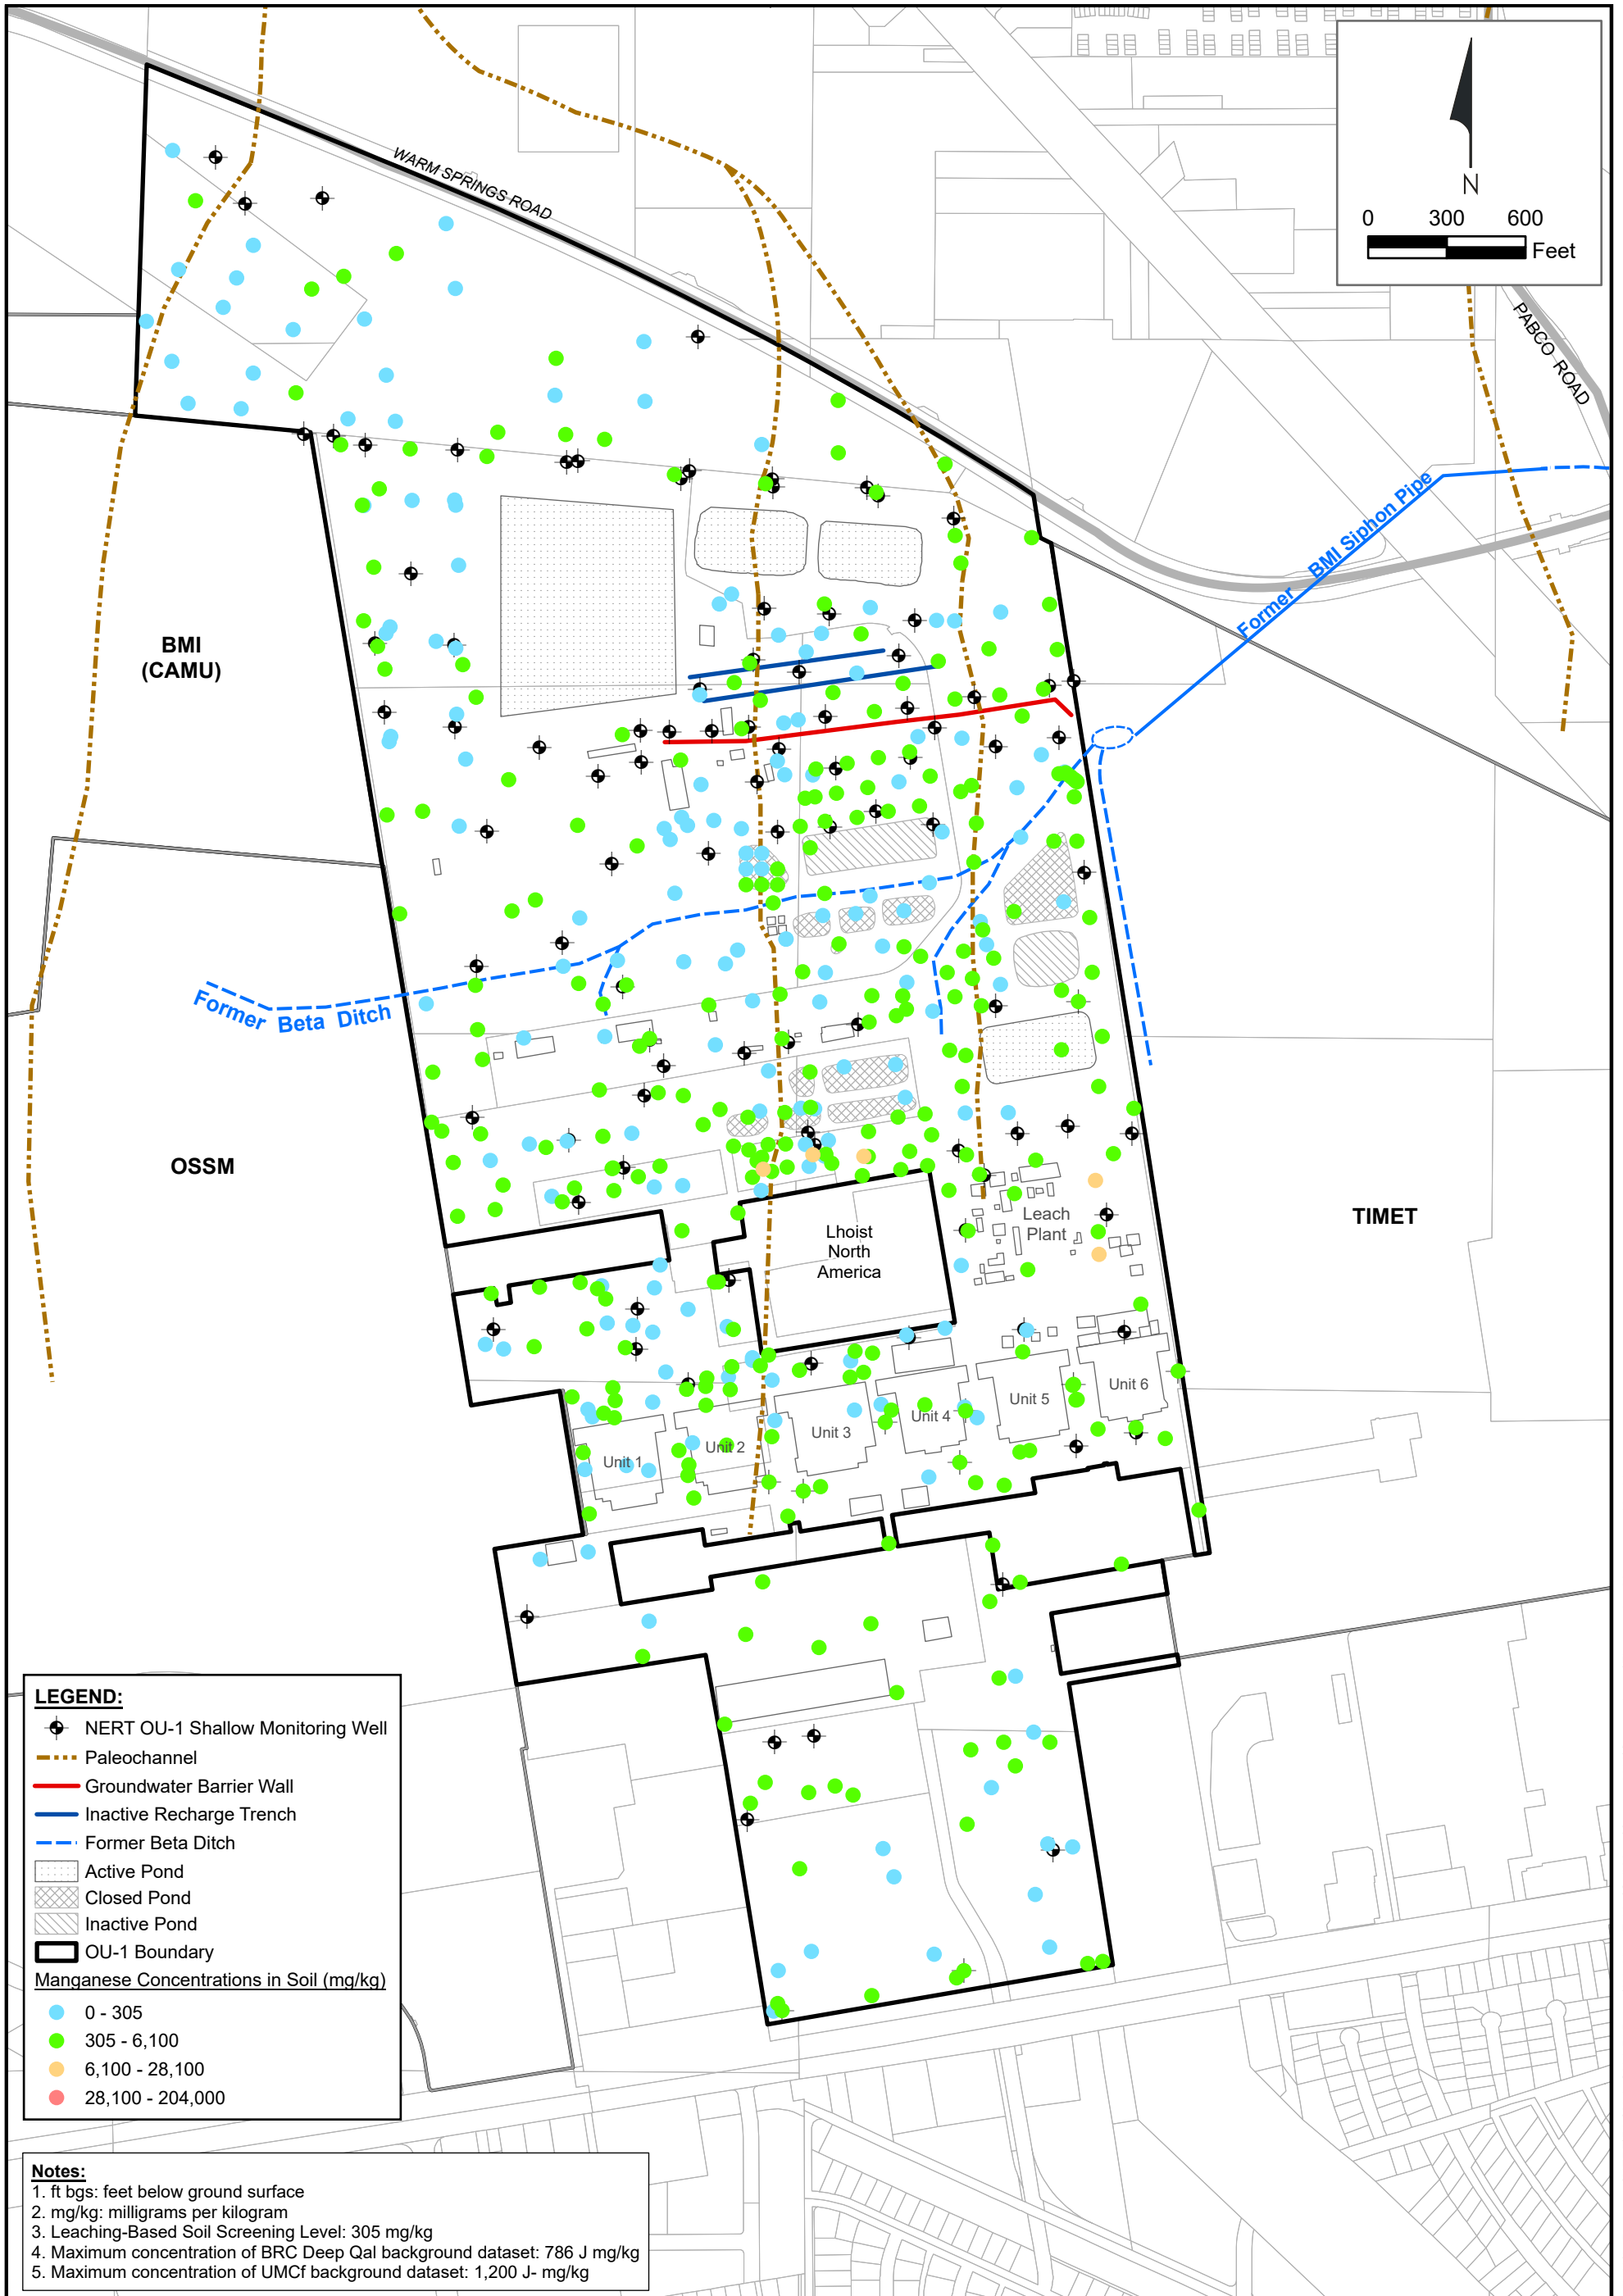 WARM SPRINGS ROAD
N
0 300 600
Feet
PABCO ROAD
Former BMI Siphon Pipe
BMI
(CAMU)
Former Beta Ditch
OSSM
TIMET
Lhoist
North
America
Leach
Plant
Unit 1
Unit 2
Unit 3
Unit 4
Unit 5
Unit 6
LEGEND:
NERT OU-1 Shallow Monitoring Well
Paleochannel
Groundwater Barrier Wall
Inactive Recharge Trench
Former Beta Ditch
Active Pond
Closed Pond
Inactive Pond
OU-1 Boundary
Manganese Concentrations in Soil (mg/kg)
0 - 305
305 - 6,100
6,100 - 28,100
28,100 - 204,000
Notes:
1. ft bgs: feet below ground surface
2. mg/kg: milligrams per kilogram
3. Leaching-Based Soil Screening Level: 305 mg/kg
4. Maximum concentration of BRC Deep Qal background dataset: 786 J mg/kg
5. Maximum concentration of UMCf background dataset: 1,200 J- mg/kg